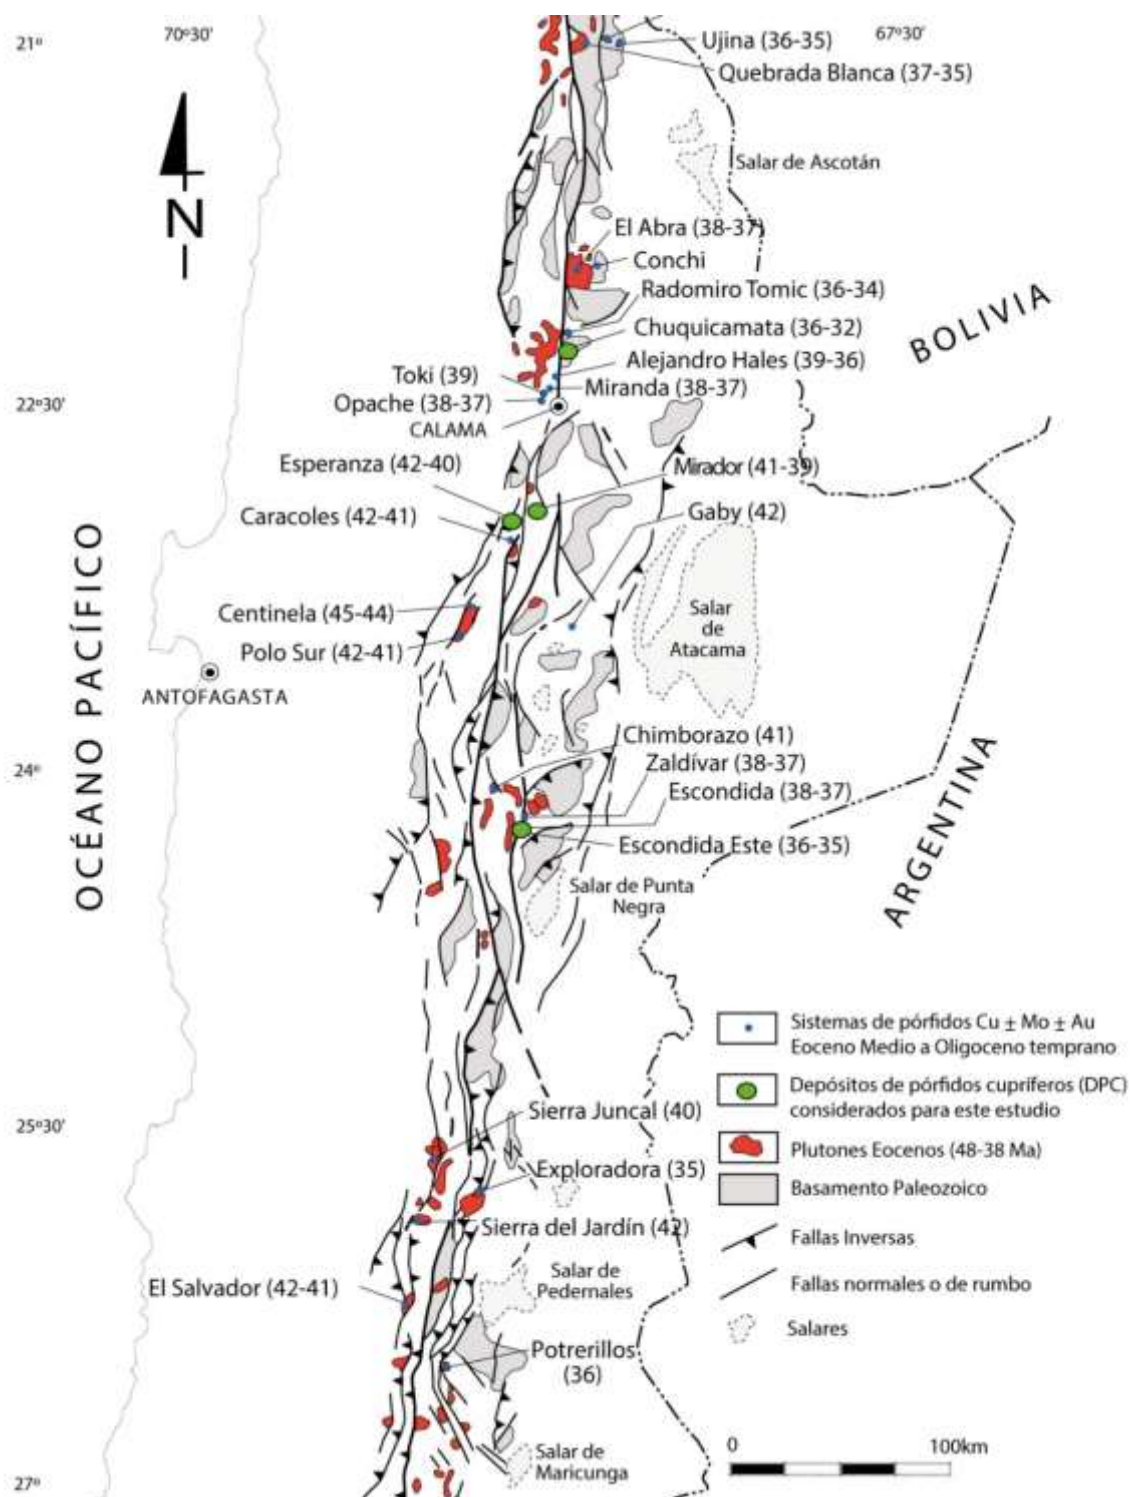 70º30'
67º30'
21º
Ujina (36-35)
Quebrada Blanca (37-35)
N
Salar de Ascotán
El Abra (38-37)
Conchi
Radomiro Tomic (36-34)
BOLIVIA
Chuquicamata (36-32)
Alejandro Hales (39-36)
Toki (39)
Miranda (38-37)
22º30'
Opache (38-37)
CALAMA
Esperanza (42-40)
Mirador (41-39)
Caracoles (42-41)
Gaby (42)
OCÉANO PACÍFICO
Centinela (45-44)
Salar
de
Atacama
Polo Sur (42-41)
ANTOFAGASTA
Chimborazo (41)
24º
Zaldívar (38-37)
Escondida (38-37)
ARGENTINA
Escondida Este (36-35)
Salar de Punta
Negra
Sistemas de pórfidos Cu ± Mo ± Au
Eoceno Medio a Oligoceno temprano
Depósitos de pórfidos cupríferos (DPC)
considerados para este estudio
25º30'
Sierra Juncal (40)
Plutones Eocenos (48-38 Ma)
Exploradora (35)
Basamento Paleozoico
Sierra del Jardín (42)
Fallas Inversas
El Salvador (42-41)
Salar de
Pedernales
Fallas normales o de rumbo
Salares
Potrerillos
(36)
0
100km
Salar de
Maricunga
27º